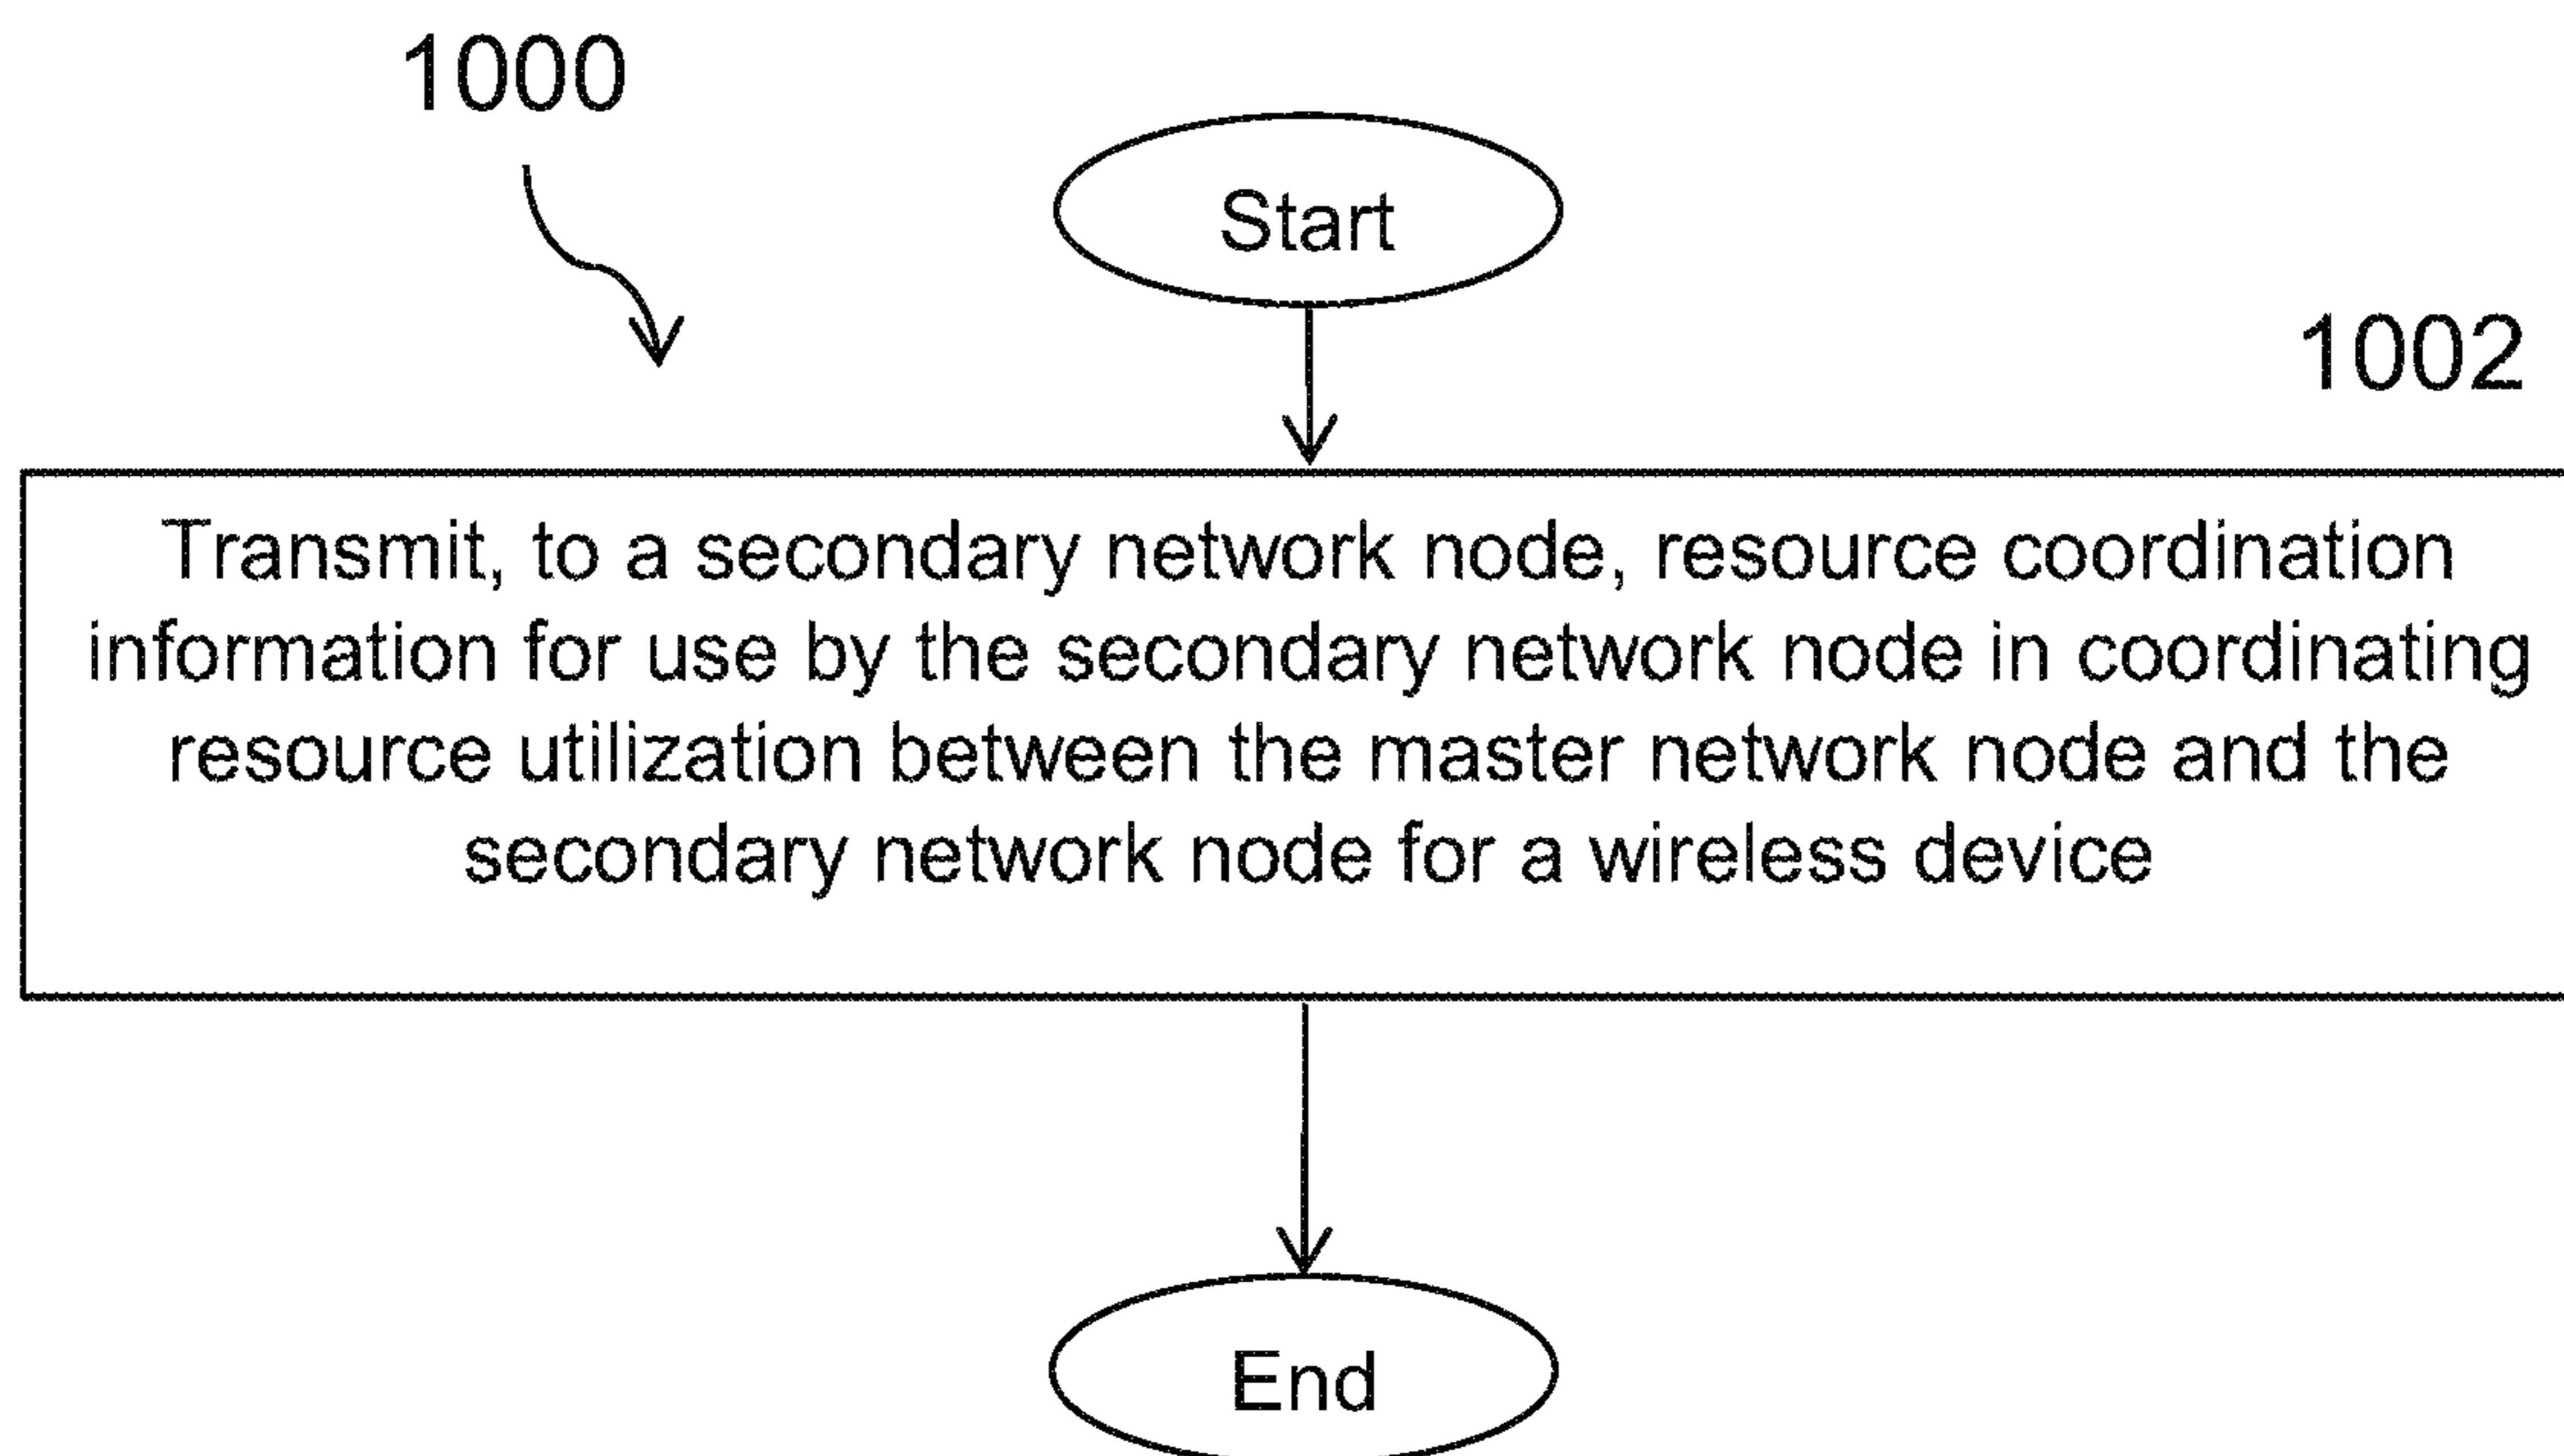 1000
Start
1002
Transmit, to a secondary network node, resource coordination
information for use by the secondary network node in coordinating
resource utilization between the master network node and the
secondary network node for a wireless device
End